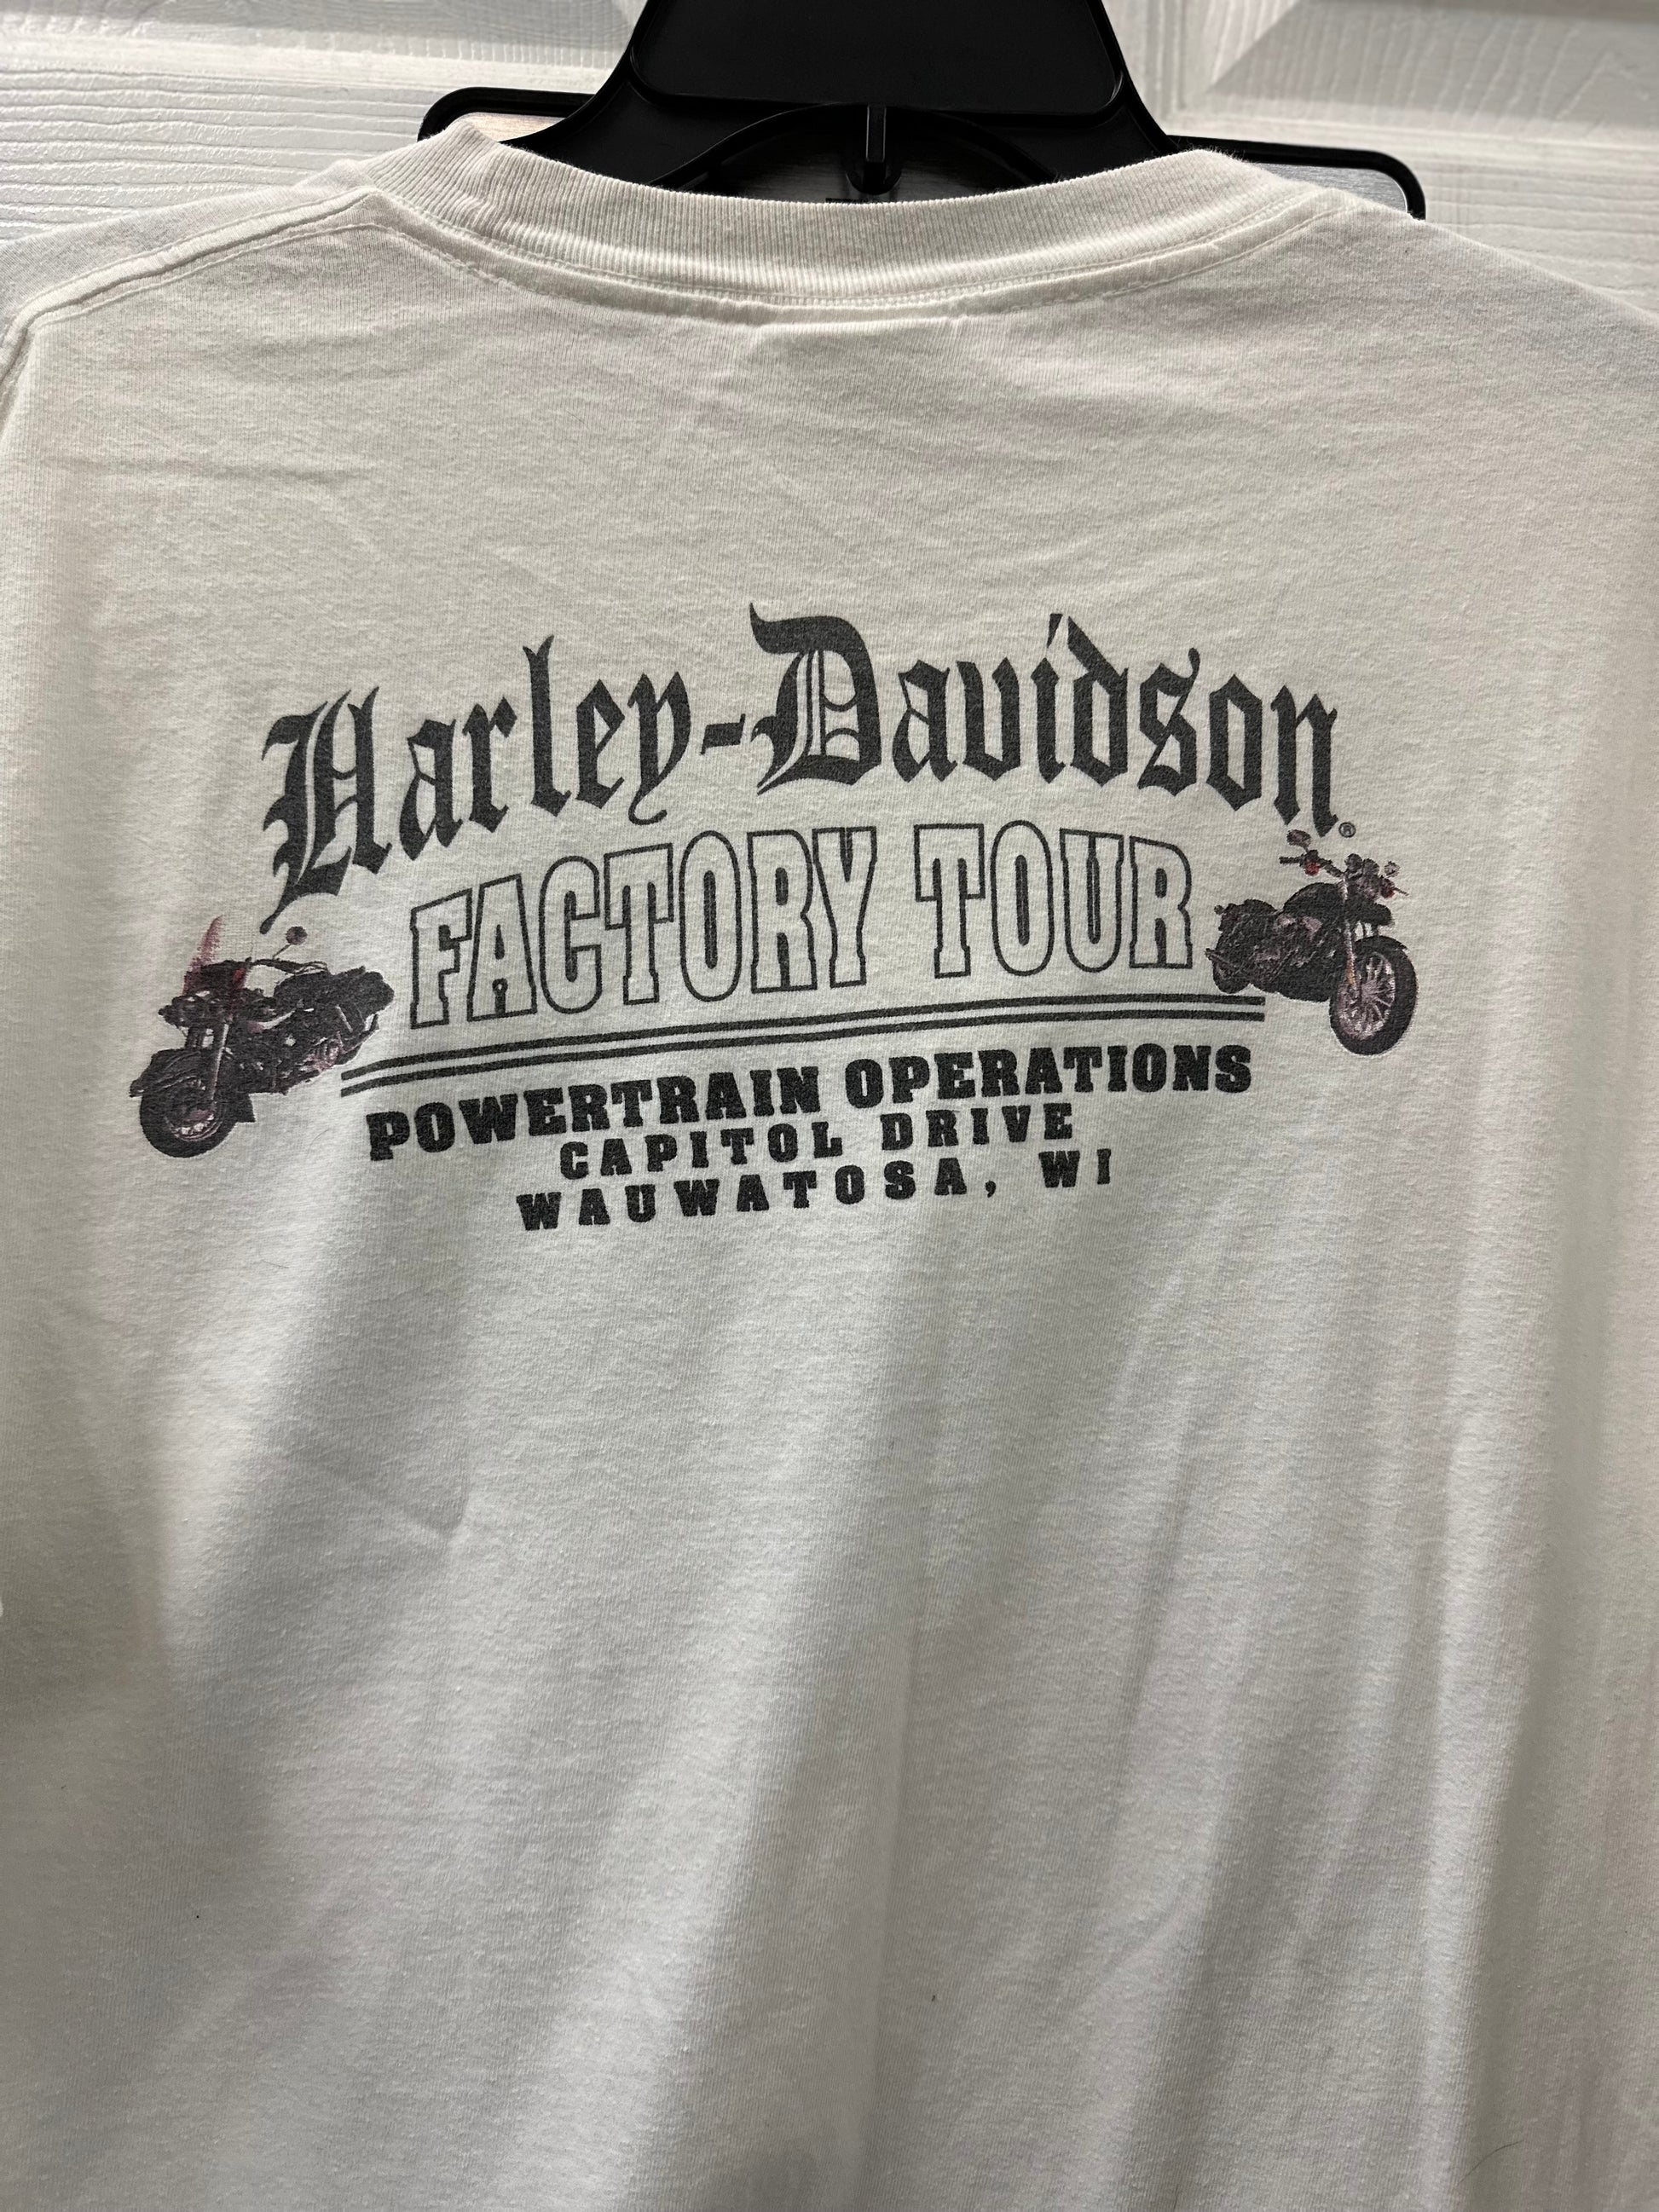 Harley-Davidson®
FACTORY TOUR
POWERTRAIN OPERATIONS
CAPITOL DRIVE
WAUWATOSA, WI